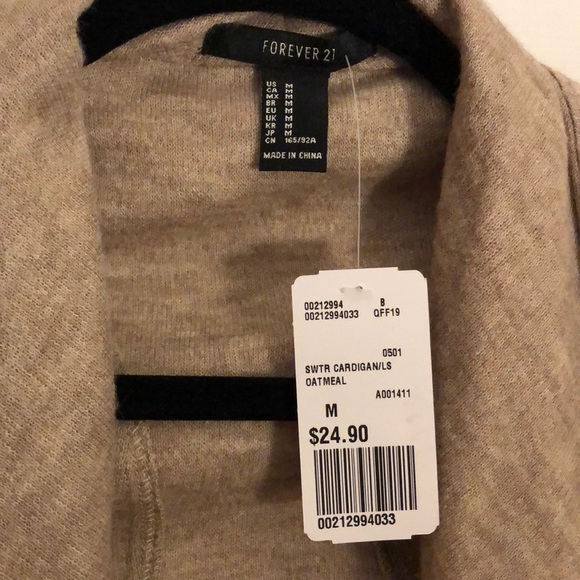 FOREVER 21
US M
CA M
MX M
BR M
EU M
UK M
KR M
JP M
CN 165/92A
MADE IN CHINA
00212994 B
00212994033 QFF19
0501
SWTR CARDIGAN/LS
OATMEAL
A001411
M
$24.90
00212994033